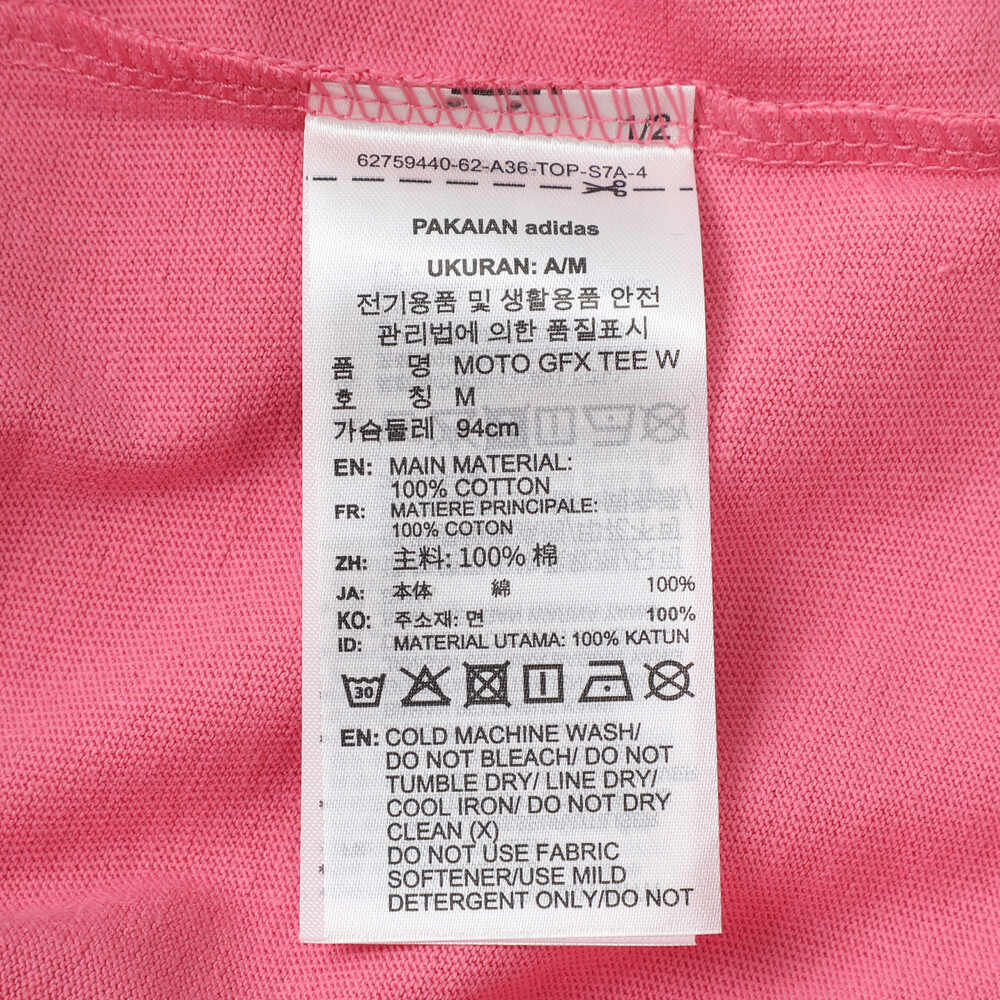 1/2
62759440-62-A36-TOP-S7A-4
PAKAIAN adidas
UKURAN: A/M
전기용품 및 생활용품 안전
관리법에 의한 품질표시
품 명 MOTO GFX TEE W
호 칭 M
가슴둘레 94cm
EN: MAIN MATERIAL:
100% COTTON
FR: MATIERE PRINCIPALE:
100% COTON
ZH: 主料: 100% 棉
JA: 本体 綿 100%
KO: 주소재: 면 100%
ID: MATERIAL UTAMA: 100% KATUN
30
EN: COLD MACHINE WASH/
DO NOT BLEACH/ DO NOT
TUMBLE DRY/ LINE DRY/
COOL IRON/ DO NOT DRY
CLEAN (X)
DO NOT USE FABRIC
SOFTENER/USE MILD
DETERGENT ONLY/DO NOT